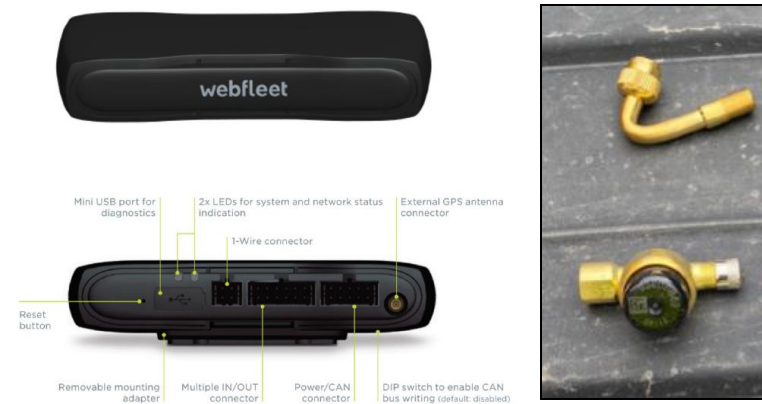 webfleet
Mini USB port for
diagnostics
2x LEDs for system and network status
indication
External GPS antenna
connector
1-Wire connector
Reset
button
Removable mounting
adapter
Multiple IN/OUT
connector
Power/CAN
connector
DIP switch to enable CAN
bus writing (default: disabled)